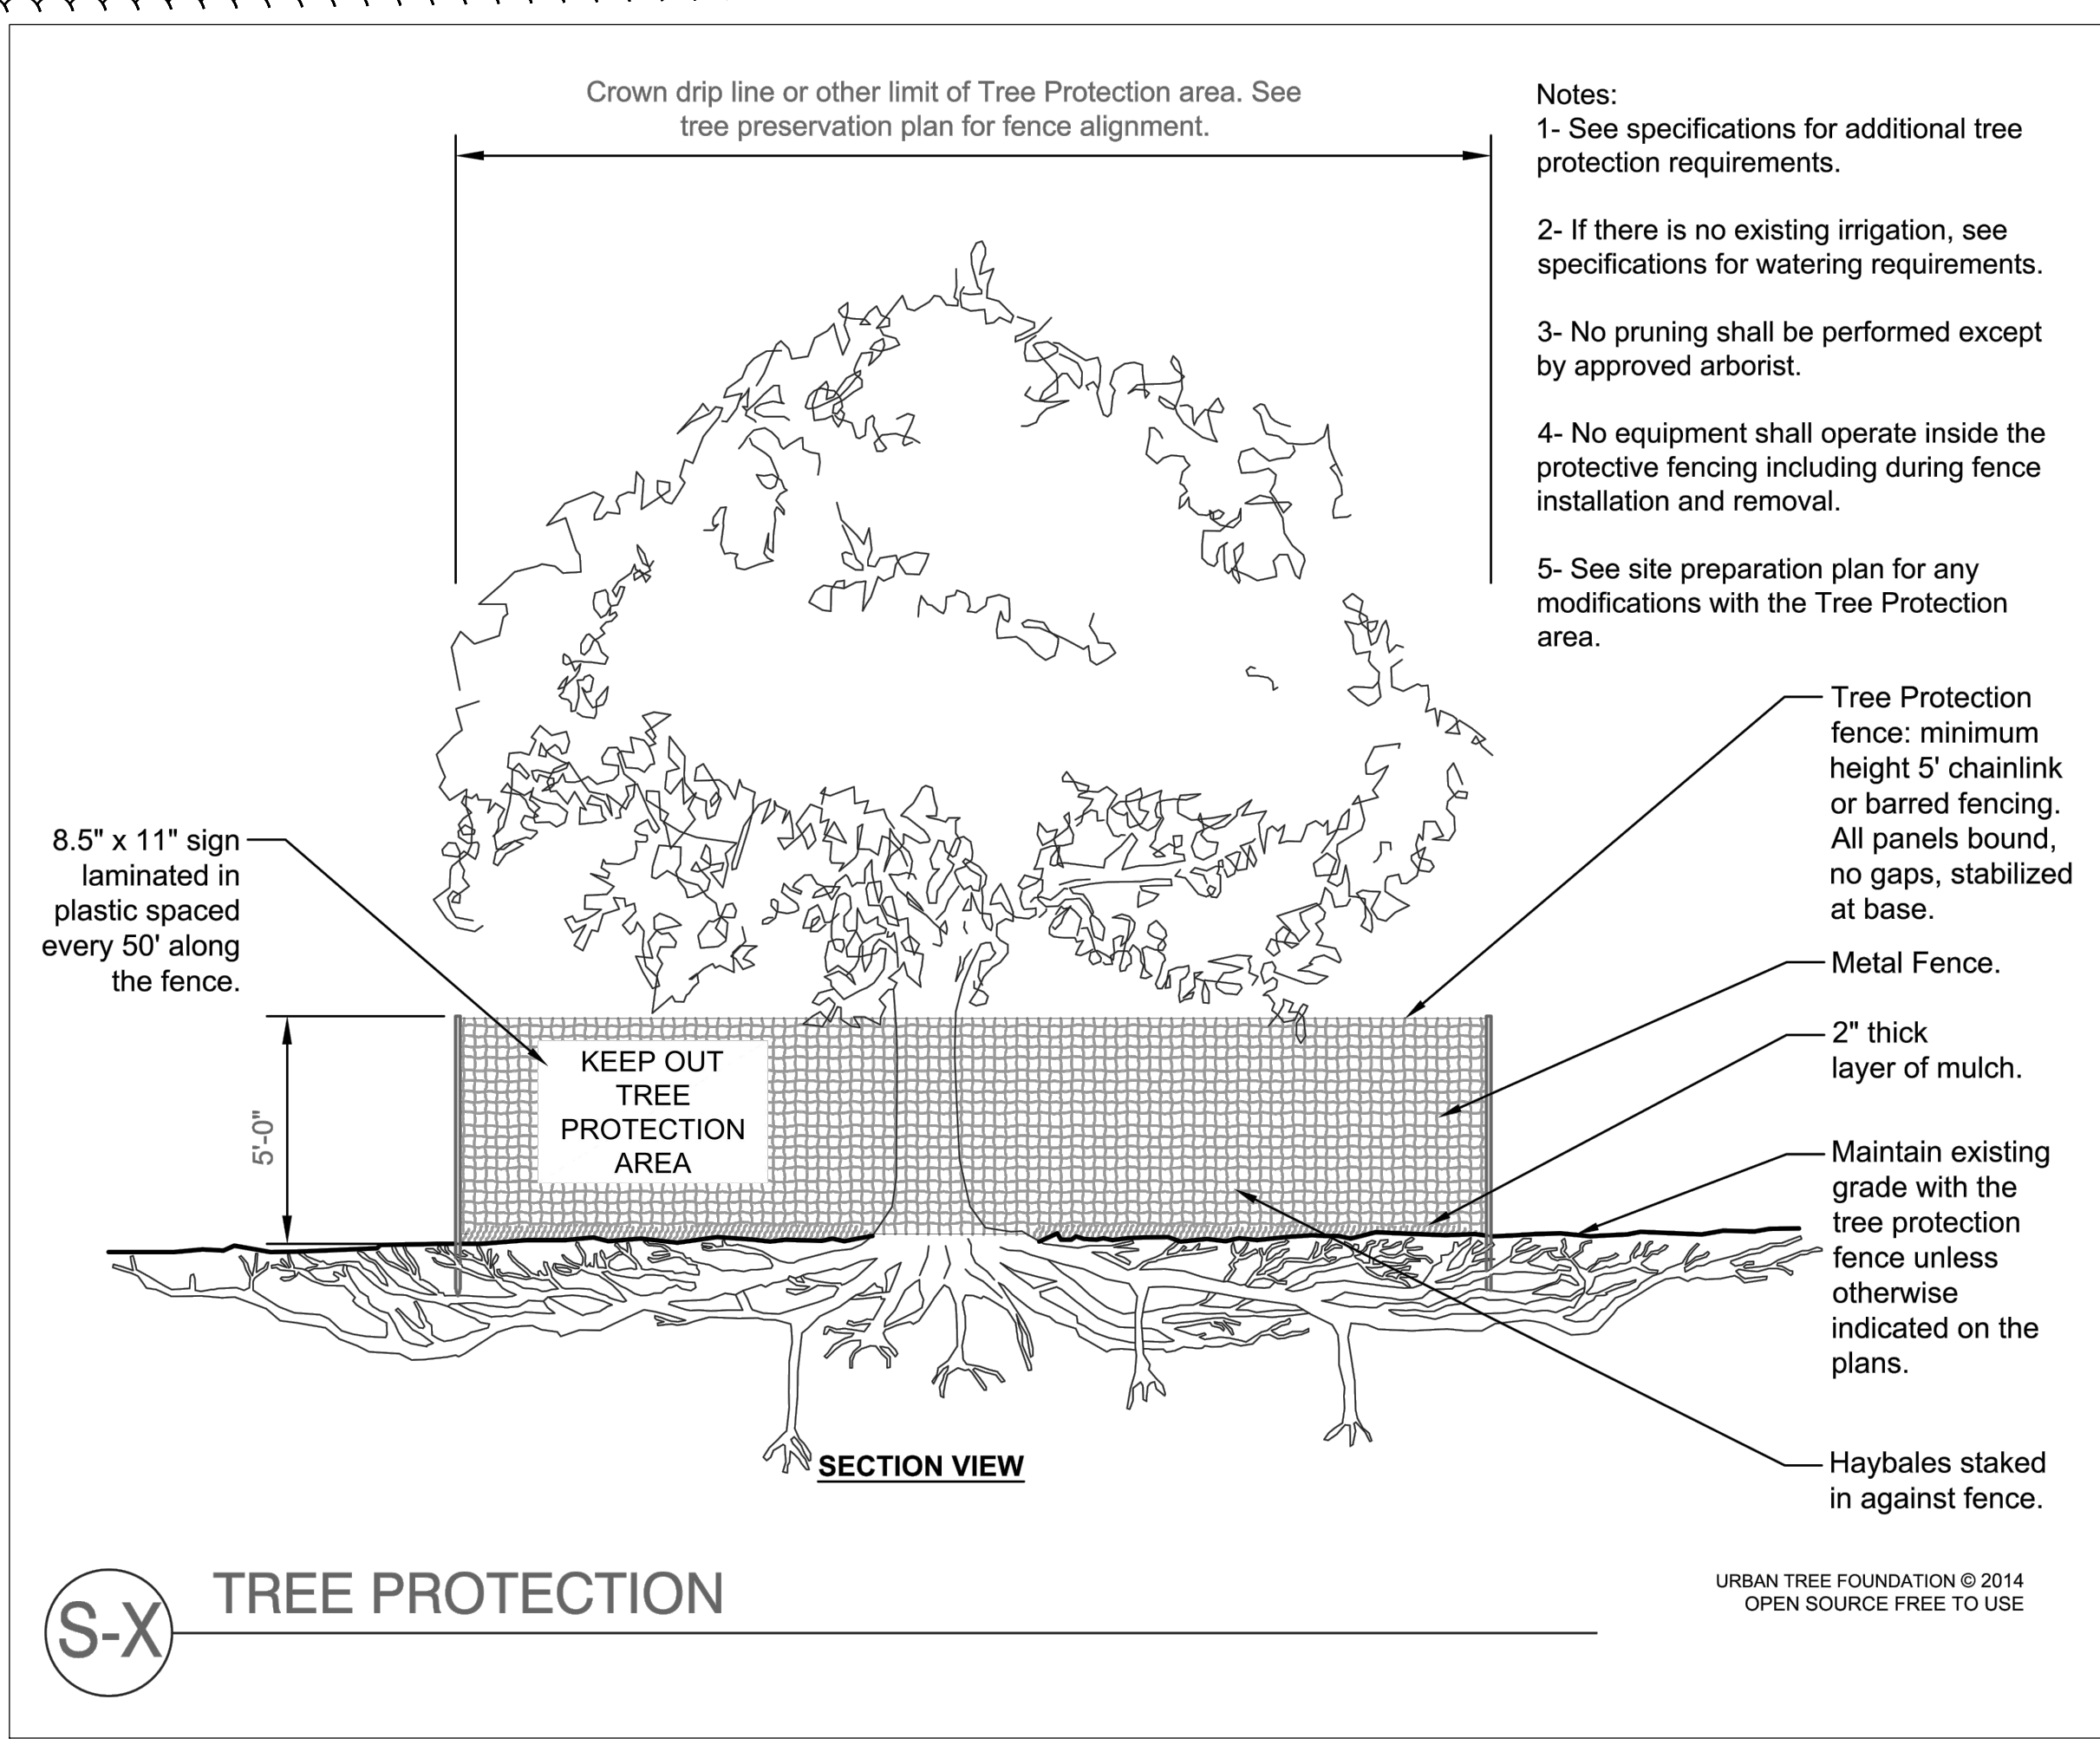 Crown drip line or other limit of Tree Protection area. See
tree preservation plan for fence alignment.
Notes:
1- See specifications for additional tree
protection requirements.
2- If there is no existing irrigation, see
specifications for watering requirements.
3- No pruning shall be performed except
by approved arborist.
4- No equipment shall operate inside the
protective fencing including during fence
installation and removal.
5- See site preparation plan for any
modifications with the Tree Protection
area.
Tree Protection
fence: minimum
height 5' chainlink
or barred fencing.
All panels bound,
no gaps, stabilized
at base.
8.5" x 11" sign
laminated in
plastic spaced
every 50' along
the fence.
Metal Fence.
2" thick
layer of mulch.
KEEP OUT
TREE
PROTECTION
AREA
5'-0"
Maintain existing
grade with the
tree protection
fence unless
otherwise
indicated on the
plans.
Haybales staked
in against fence.
SECTION VIEW
S-X
TREE PROTECTION
URBAN TREE FOUNDATION © 2014
OPEN SOURCE FREE TO USE